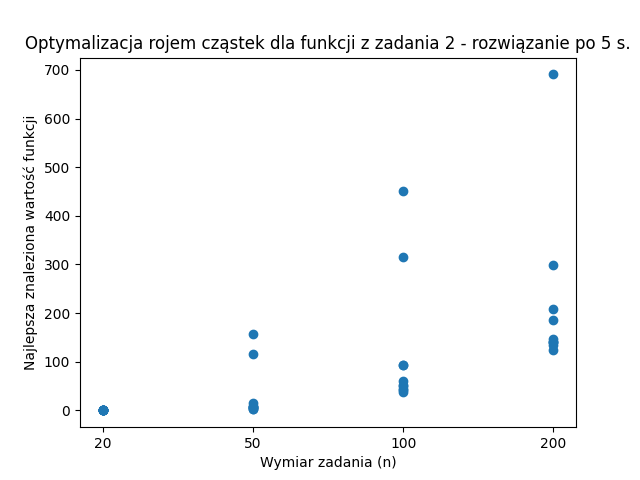 Optymalizacja rojem cząstek dla funkcji z zadania 2 - rozwiązanie po 5 s.
Najlepsza znaleziona wartość funkcji
700
600
500
400
300
200
100
0
20 50 100 200
Wymiar zadania (n)